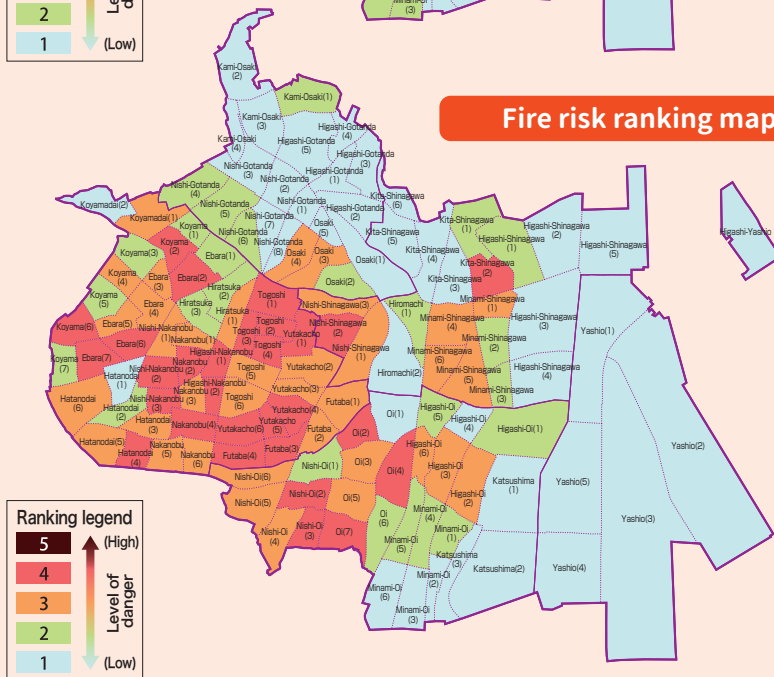 2
1
(Low)
Minami-Oi
(3)
Fire risk ranking map
Kami-Osaki
(2)
Kami-Osaki(1)
Kami-Osaki
(3)
Kami-Osaki
(4)
Higashi-Gotanda
(4)
Higashi-Gotanda
(5)
Higashi-Gotanda
(3)
Nishi-Gotanda
(3)
Higashi-Gotanda
(1)
Nishi-Gotanda
(2)
Nishi-Gotanda
(4)
Nishi-Gotanda
(1)
Higashi-Gotanda
(2)
Kita-Shinagawa
(6)
Koyamadai(2)
Koyamadai(1)
Nishi-Gotanda
(5)
Nishi-Gotanda
(7)
Nishi-Gotanda
(6)
Nishi-Gotanda
(8)
Osaki
(5)
Osaki
(4)
Osaki
(3)
Osaki(1)
Osaki(2)
Kita-Shinagawa
(5)
Kita-Shinagawa
(1)
Kita-Shinagawa
(4)
Kita-Shinagawa
(3)
Kita-Shinagawa
(2)
Higashi-Shinagawa
(1)
Higashi-Shinagawa
(2)
Higashi-Shinagawa
(5)
Higashi-Yashio
Koyama
(1)
Koyama
(2)
Koyama(3)
Koyama
(4)
Koyama
(5)
Koyama(6)
Koyama
(7)
Ebara(1)
Ebara(2)
Ebara
(3)
Ebara
(4)
Ebara(5)
Ebara(6)
Ebara(7)
Hiratsuka
(2)
Hiratsuka
(3)
Hiratsuka
(1)
Togoshi
(1)
Togoshi
(2)
Togoshi
(3)
Togoshi
(4)
Togoshi
(5)
Togoshi
(6)
Nishi-Shinagawa(3)
Nishi-Shinagawa
(2)
Nishi-Shinagawa
(1)
Hiromachi
(1)
Hiromachi(2)
Minami-Shinagawa
(1)
Minami-Shinagawa
(4)
Minami-Shinagawa
(2)
Minami-Shinagawa
(6)
Minami-Shinagawa
(5)
Minami-Shinagawa
(3)
Higashi-Shinagawa
(3)
Higashi-Shinagawa
(4)
Yashio(1)
Yashio(2)
Yashio(3)
Yashio(5)
Yashio(4)
Nishi-Nakanobu
(1)
Nakanobu(1)
Higashi-Nakanobu
(1)
Nishi-Nakanobu
(2)
Nakanobu
(2)
Higashi-Nakanobu
(2)
Nishi-Nakanobu
(3)
Nakanobu
(3)
Nakanobu(4)
Nakanobu
(5)
Nakanobu
(6)
Yutakacho
(1)
Yutakacho(2)
Yutakacho(3)
Yutakacho(4)
Yutakacho
(5)
Yutakacho(6)
Hatanodai
(1)
Hatanodai
(2)
Hatanodai
(3)
Hatanodai
(4)
Hatanodai(5)
Hatanodai
(6)
Futaba(1)
Futaba
(2)
Futaba(3)
Futaba(4)
Oi(1)
Oi(2)
Oi(3)
Oi(4)
Oi(5)
Oi
(6)
Oi(7)
Higashi-Oi
(5)
Higashi-Oi
(4)
Higashi-Oi(1)
Higashi-Oi
(6)
Higashi-Oi
(3)
Higashi-Oi
(2)
Nishi-Oi(1)
Nishi-Oi(6)
Nishi-Oi(2)
Nishi-Oi(5)
Nishi-Oi
(4)
Nishi-Oi
(3)
Minami-Oi
(4)
Minami-Oi
(1)
Minami-Oi
(5)
Minami-Oi
(2)
Minami-Oi
(6)
Minami-Oi
(3)
Katsushima
(1)
Katsushima
(3)
Katsushima(2)
Ranking legend
5
(High)
4
3
2
1
(Low)
Level of
danger